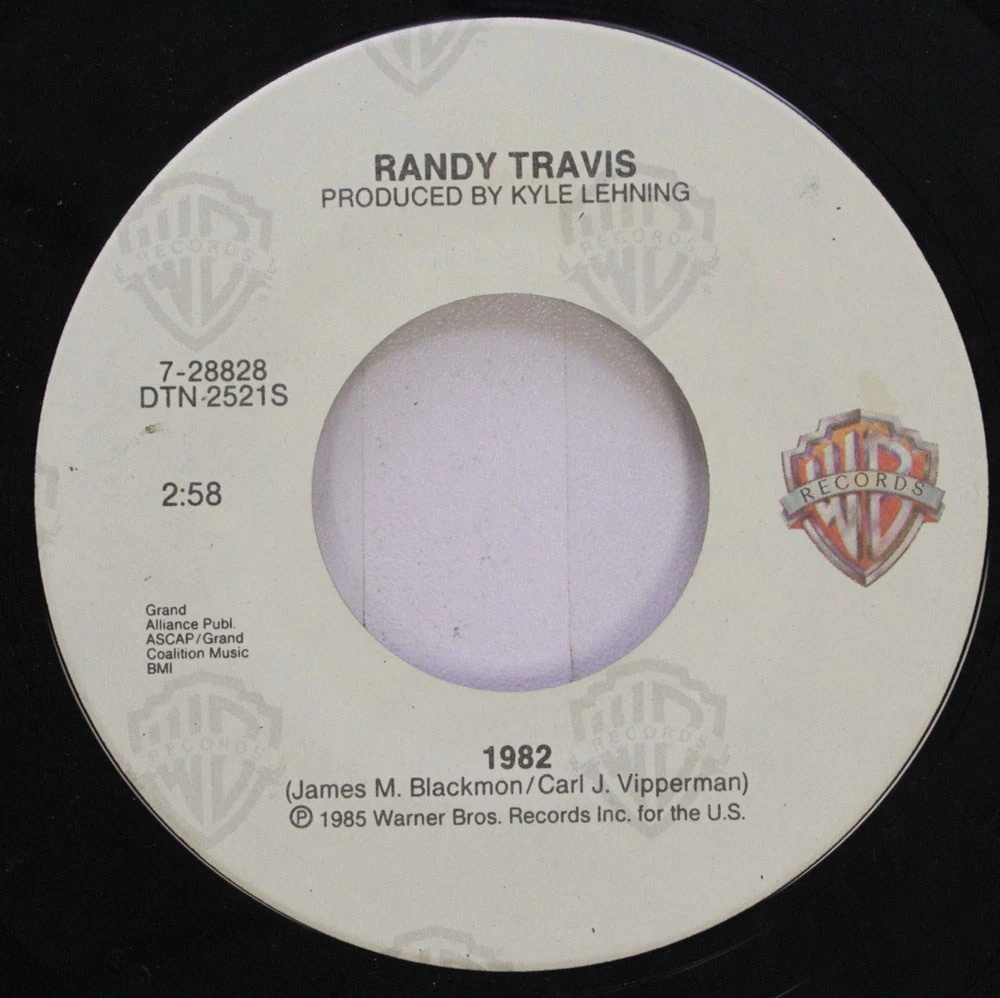 RANDY TRAVIS
PRODUCED BY KYLE LEHNING
7-28828
DTN-2521S
2:58
WB
RECORDS
Grand
Alliance Publ.
ASCAP/Grand
Coalition Music
BMI
1982
(James M. Blackmon/Carl J. Vipperman)
Ⓟ 1985 Warner Bros. Records Inc. for the U.S.